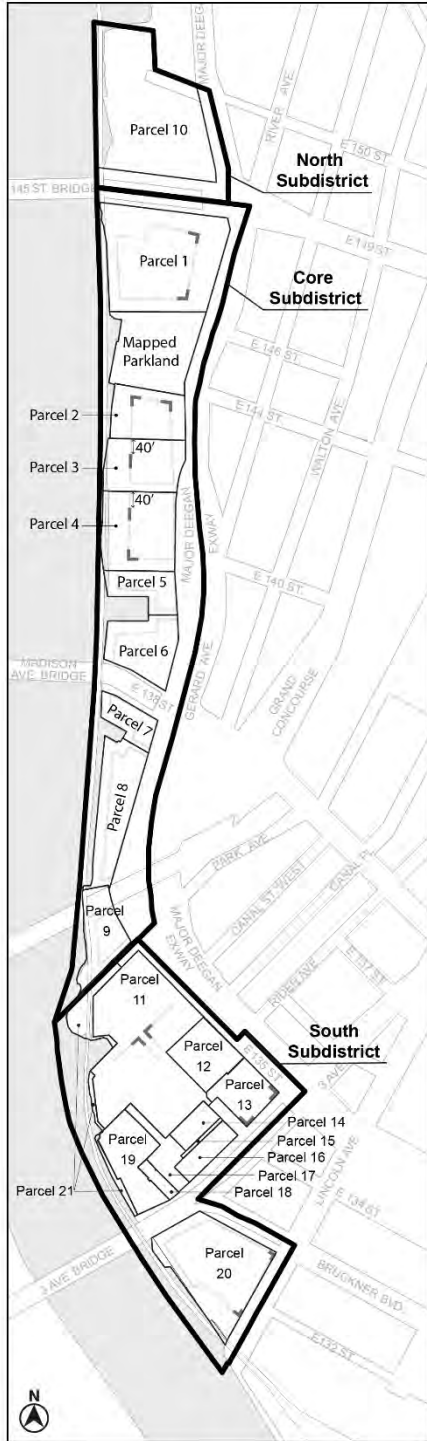 MAJOR DEEGAN
RIVER AVE
Parcel 10
E 150 ST
North
Subdistrict
145 ST BRIDGE
E 149 ST.
Parcel 1
Core
Subdistrict
Mapped
Parkland
E 146 ST
Parcel 2
E 144 ST.
WALTON AVE
40'
Parcel 3
40'
Parcel 4
MAJOR DEEGAN
EXWAY
Parcel 5
E 140 ST.
Parcel 6
MADISON
AVE BRIDGE
E 138 ST
GERARD AVE
GRAND
CONCOURSE
Parcel 7
Parcel 8
PARK AVE
CANAL ST WEST
CANAL
Parcel
9
MAJOR DEEGAN
EXWAY
E 137 ST
RIDER AVE
Parcel
11
South
Subdistrict
Parcel
12
E 135 ST
3 AVE
Parcel
13
Parcel 14
Parcel 15
Parcel 16
Parcel 17
Parcel 18
Parcel
19
Parcel 21
LINCOLN AVE
E 134 ST
3 AVE BRIDGE
Parcel
20
BRUCKNER BVD.
E 132 ST
N